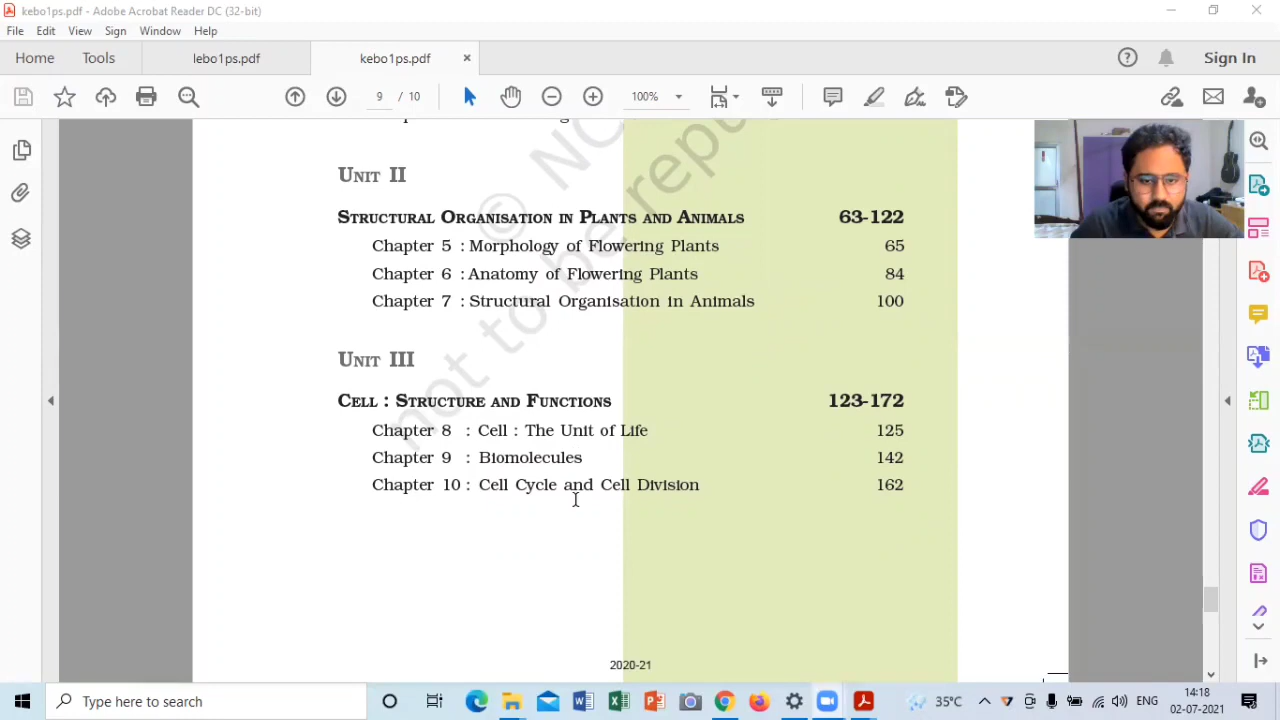 kebo1ps.pdf - Adobe Acrobat Reader DC (32-bit)
File Edit View Sign Window Help
Home Tools lebo1ps.pdf kebo1ps.pdf × Sign In
9 / 10 100%
© NC
not to be repu
UNIT II
STRUCTURAL ORGANISATION IN PLANTS AND ANIMALS 63-122
Chapter 5 : Morphology of Flowering Plants 65
Chapter 6 : Anatomy of Flowering Plants 84
Chapter 7 : Structural Organisation in Animals 100
UNIT III
CELL : STRUCTURE AND FUNCTIONS 123-172
Chapter 8 : Cell : The Unit of Life 125
Chapter 9 : Biomolecules 142
Chapter 10 : Cell Cycle and Cell Division 162
2020-21
Type here to search 35°C ENG 14:18
02-07-2021